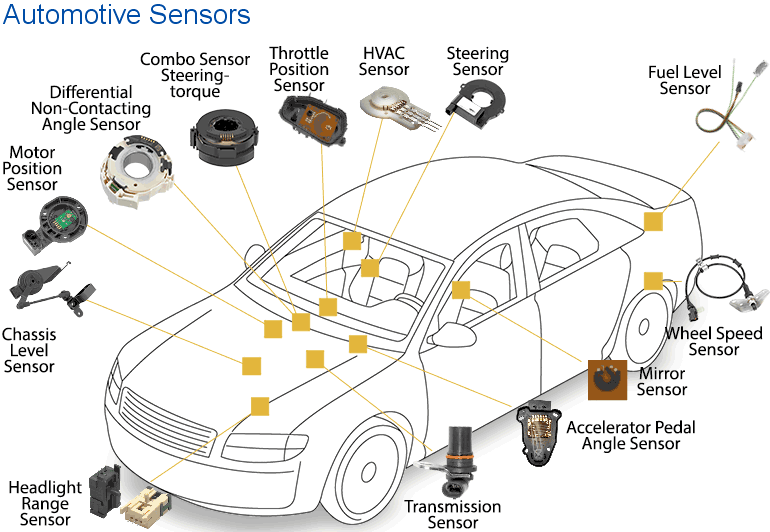 Automotive Sensors
Combo Sensor
Steering-
torque
Throttle
Position
Sensor
HVAC
Sensor
Steering
Sensor
Fuel Level
Sensor
Differential
Non-Contacting
Angle Sensor
Motor
Position
Sensor
Chassis
Level
Sensor
Wheel Speed
Sensor
Mirror
Sensor
Accelerator Pedal
Angle Sensor
Headlight
Range
Sensor
Transmission
Sensor